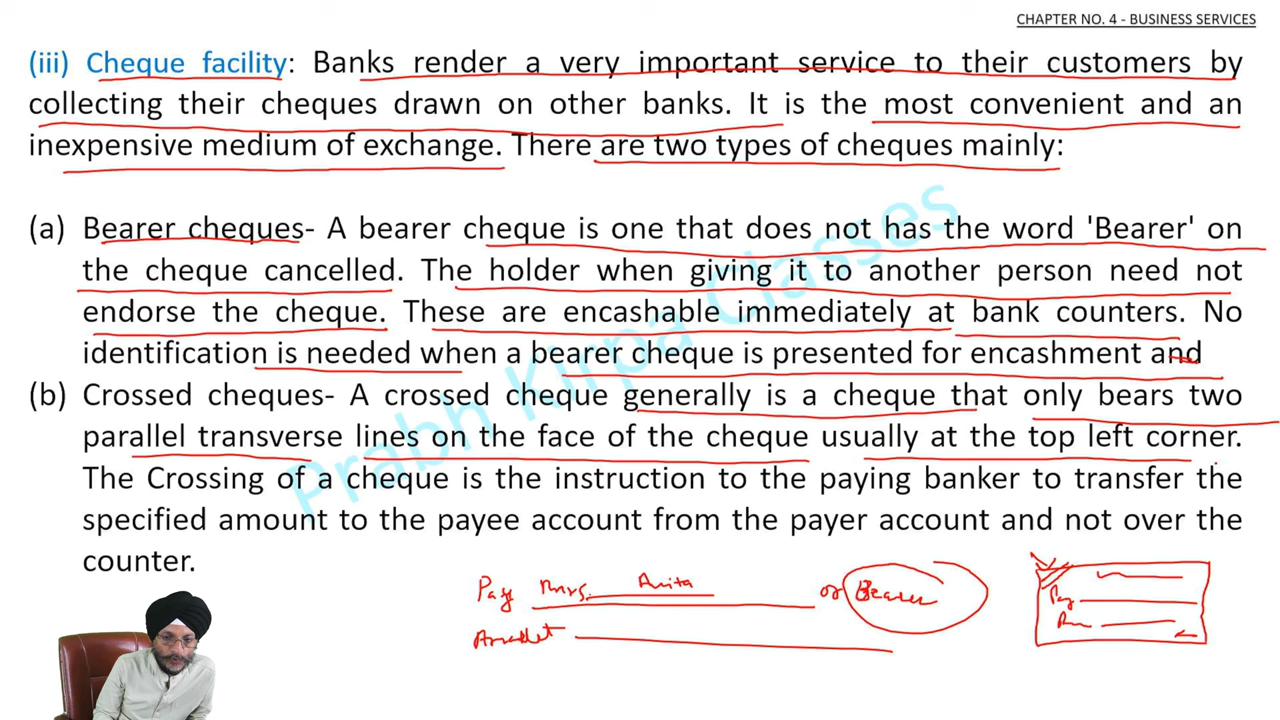 CHAPTER NO. 4 - BUSINESS SERVICES
(iii) Cheque facility: Banks render a very important service to their customers by
collecting their cheques drawn on other banks. It is the most convenient and an
inexpensive medium of exchange. There are two types of cheques mainly:
(a) Bearer cheques- A bearer cheque is one that does not has the word 'Bearer' on
the cheque cancelled. The holder when giving it to another person need not
endorse the cheque. These are encashable immediately at bank counters. No
identification is needed when a bearer cheque is presented for encashment and
(b) Crossed cheques- A crossed cheque generally is a cheque that only bears two
parallel transverse lines on the face of the cheque usually at the top left corner.
The Crossing of a cheque is the instruction to the paying banker to transfer the
specified amount to the payee account from the payer account and not over the
counter.
Prabh Kirpa Classes
Pay Mrs. Anita or Bearer
Pay